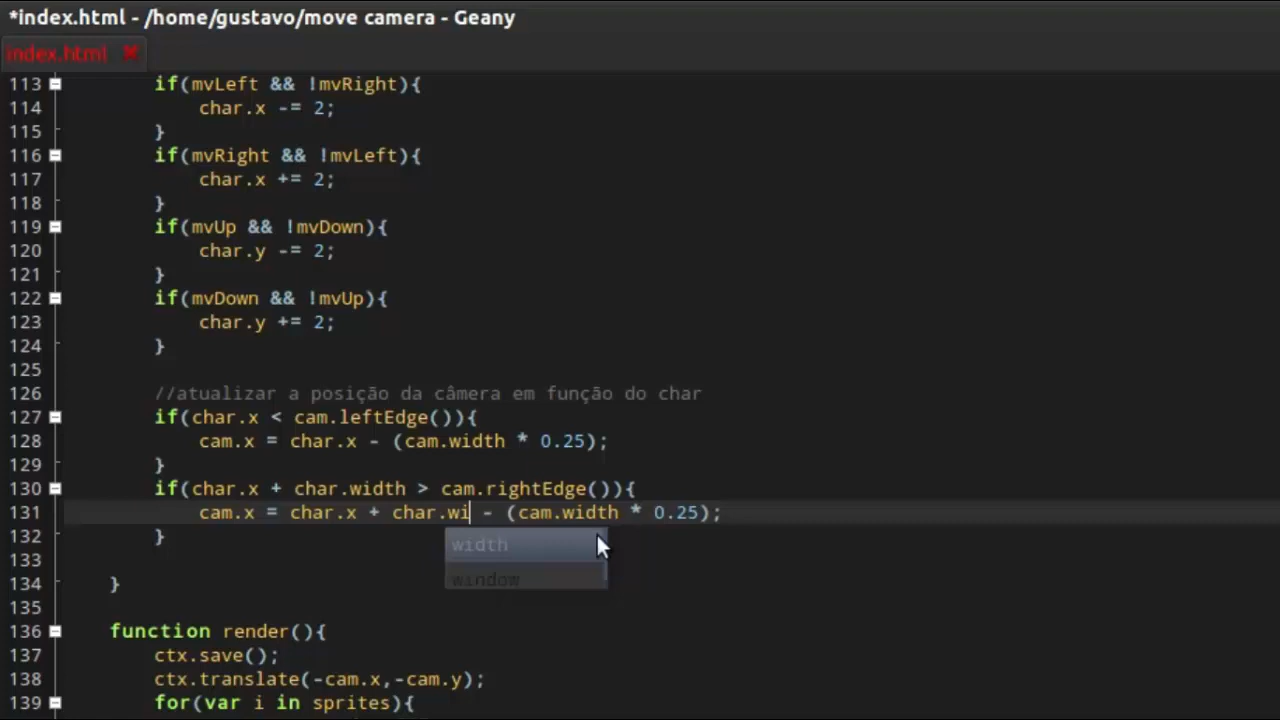 *index.html - /home/gustavo/move camera - Geany
index.html
113 if(mvLeft && !mvRight){
114 char.x -= 2;
115 }
116 if(mvRight && !mvLeft){
117 char.x += 2;
118 }
119 if(mvUp && !mvDown){
120 char.y -= 2;
121 }
122 if(mvDown && !mvUp){
123 char.y += 2;
124 }
125
126 //atualizar a posição da câmera em função do char
127 if(char.x < cam.leftEdge()){
128 cam.x = char.x - (cam.width * 0.25);
129 }
130 if(char.x + char.width > cam.rightEdge()){
131 cam.x = char.x + char.wi - (cam.width * 0.25);
132 }
width
133
window
134 }
135
136 function render(){
137 ctx.save();
138 ctx.translate(-cam.x,-cam.y);
139 for(var i in sprites){